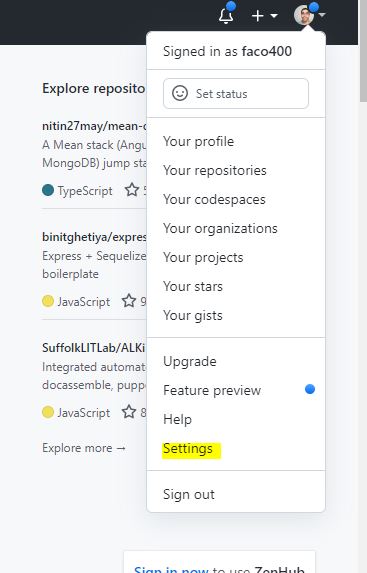 Signed in as faco400
Set status
Your profile
Your repositories
Your codespaces
Your organizations
Your projects
Your stars
Your gists
Upgrade
Feature preview
Help
Settings
Sign out
Explore reposito
nitin27may/mean-c
A Mean stack (Angu
MongoDB) jump sta
TypeScript 5
binitghetiya/expres
Express + Sequelize
boilerplate
JavaScript 9
SuffolkLITLab/ALKi
Integrated automat
docassemble, puppe
JavaScript 8
Explore more →
Sign in now to use ZenHub